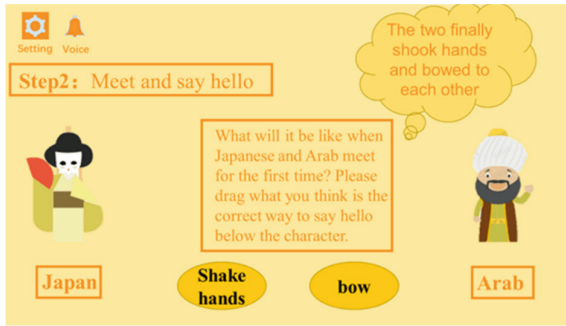 Setting Voice
Step2: Meet and say hello
The two finally
shook hands
and bowed to
each other
What will it be like when
Japanese and Arab meet
for the first time? Please
drag what you think is the
correct way to say hello
below the character.
Japan
Shake
hands
bow
Arab